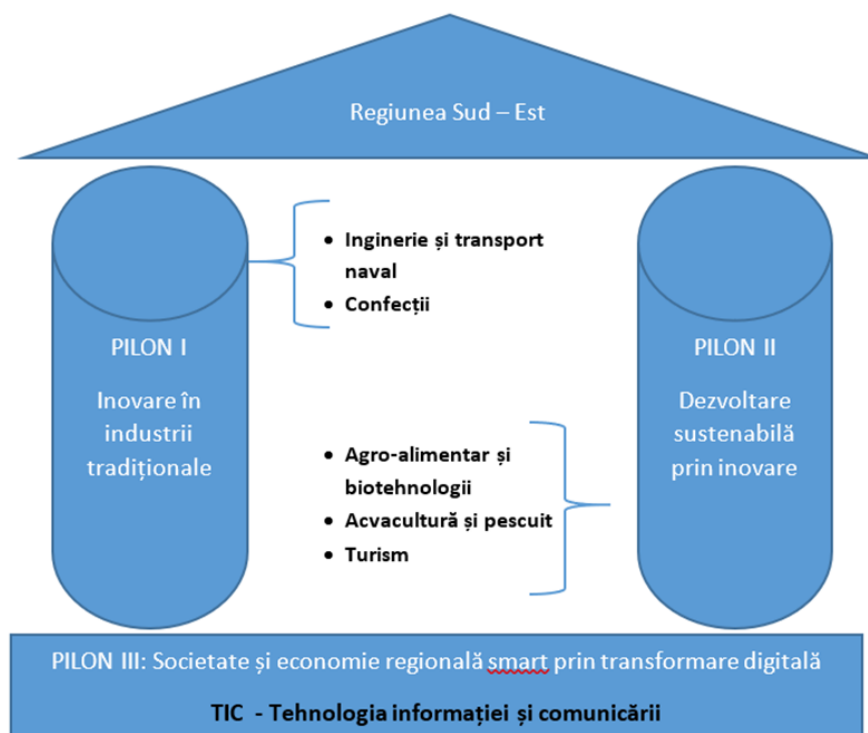 Regiunea Sud – Est
• Inginerie și transport
naval
• Confecții
PILON I
Inovare în
industrii
tradiționale
• Agro-alimentar și
biotehnologii
• Acvacultură și pescuit
• Turism
PILON II
Dezvoltare
sustenabilă
prin inovare
PILON III: Societate și economie regională smart prin transformare digitală
TIC - Tehnologia informației și comunicării